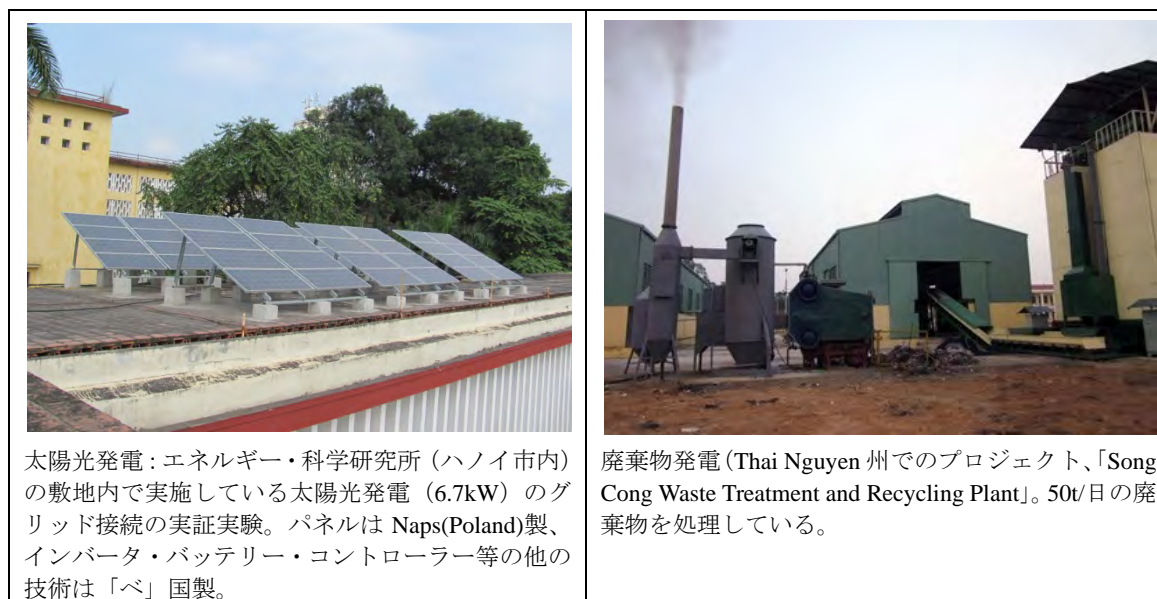 太陽光発電：エネルギー・科学研究所（ハノイ市内）
の敷地内で実施している太陽光発電（6.7kW）のグ
リッド接続の実証実験。パネルは Naps(Poland)製、
インバータ・バッテリー・コントローラー等の他の
技術は「ベ」国製。
廃棄物発電（Thai Nguyen 州でのプロジェクト、「Song
Cong Waste Treatment and Recycling Plant」。50t/日の廃
棄物を処理している。